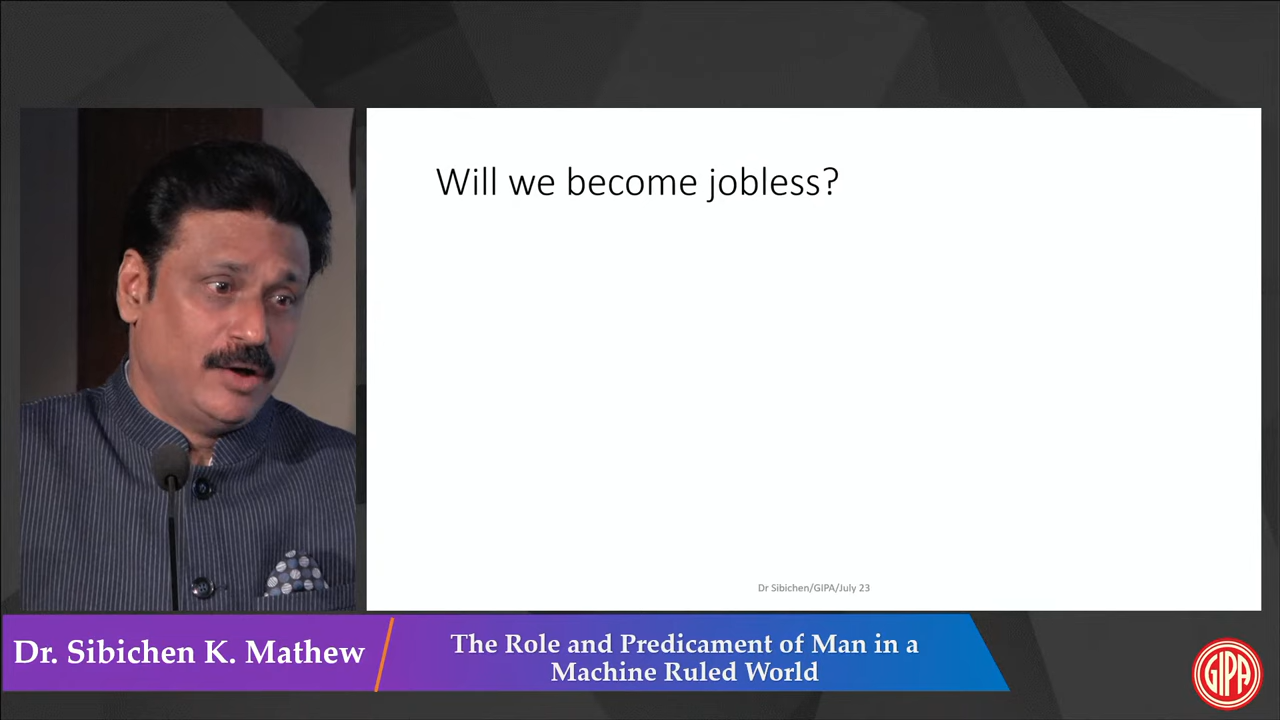 Will we become jobless?
Dr Sibichen/GIPA/July 23
Dr. Sibichen K. Mathew
The Role and Predicament of Man in a
Machine Ruled World
GIPA